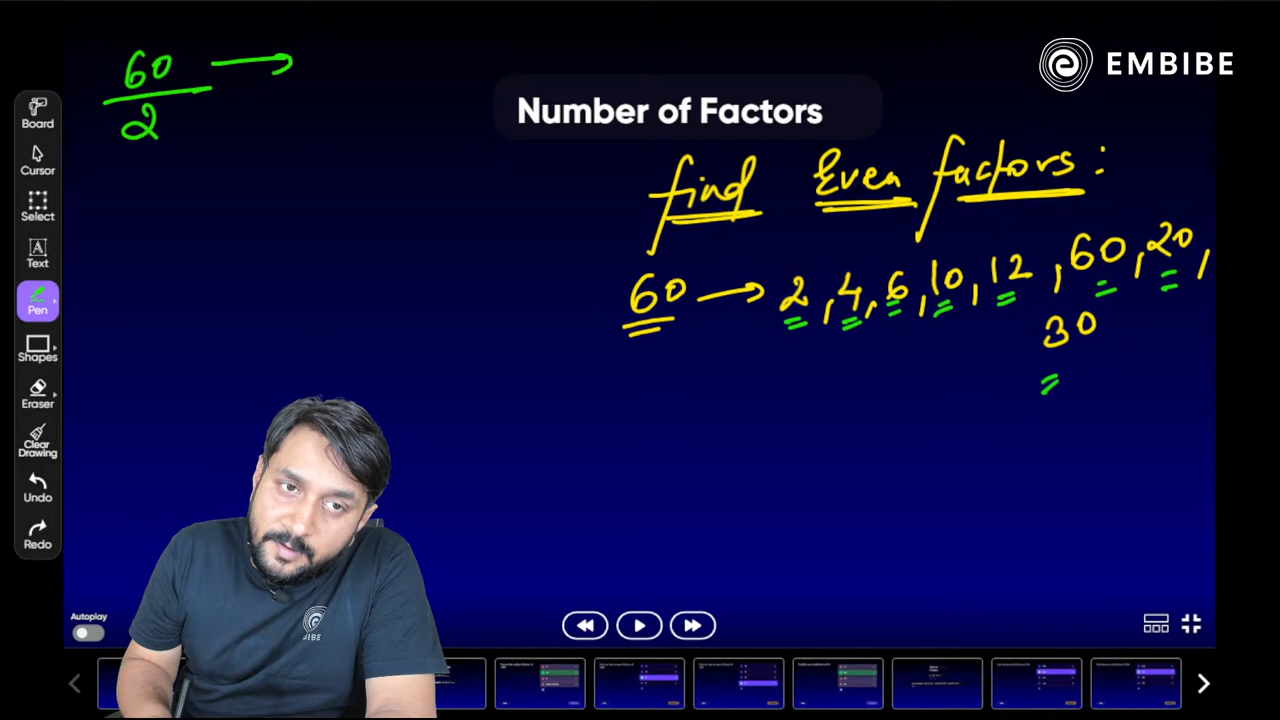 60
2
EMBIBE
Number of Factors
find Even factors :
60 → 2, 4, 6, 10, 12, 60, 20,
30
Board
Cursor
Select
Text
Pen
Shapes
Eraser
Clear
Drawing
Undo
Redo
Autoplay